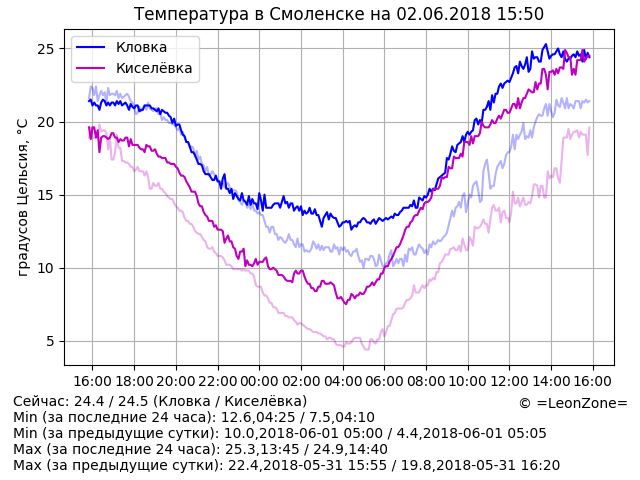 Температура в Смоленске на 02.06.2018 15:50
Кловка
Киселёвка
градусов Цельсия, °C
25
20
15
10
5
16:00 18:00 20:00 22:00 00:00 02:00 04:00 06:00 08:00 10:00 12:00 14:00 16:00
Сейчас: 24.4 / 24.5 (Кловка / Киселёвка)
© =LeonZone=
Min (за последние 24 часа): 12.6,04:25 / 7.5,04:10
Min (за предыдущие сутки): 10.0,2018-06-01 05:00 / 4.4,2018-06-01 05:05
Max (за последние 24 часа): 25.3,13:45 / 24.9,14:40
Max (за предыдущие сутки): 22.4,2018-05-31 15:55 / 19.8,2018-05-31 16:20